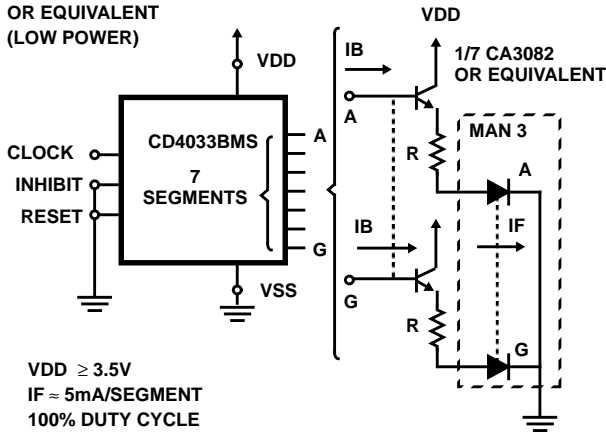 OR EQUIVALENT
(LOW POWER)
VDD
CD4033BMS
7
SEGMENTS
CLOCK
INHIBIT
RESET
A
G
VSS
VDD
IB
1/7 CA3082
OR EQUIVALENT
A
R
MAN 3
A
IF
IB
G
R
G
VDD ≥ 3.5V
IF ≈ 5mA/SEGMENT
100% DUTY CYCLE